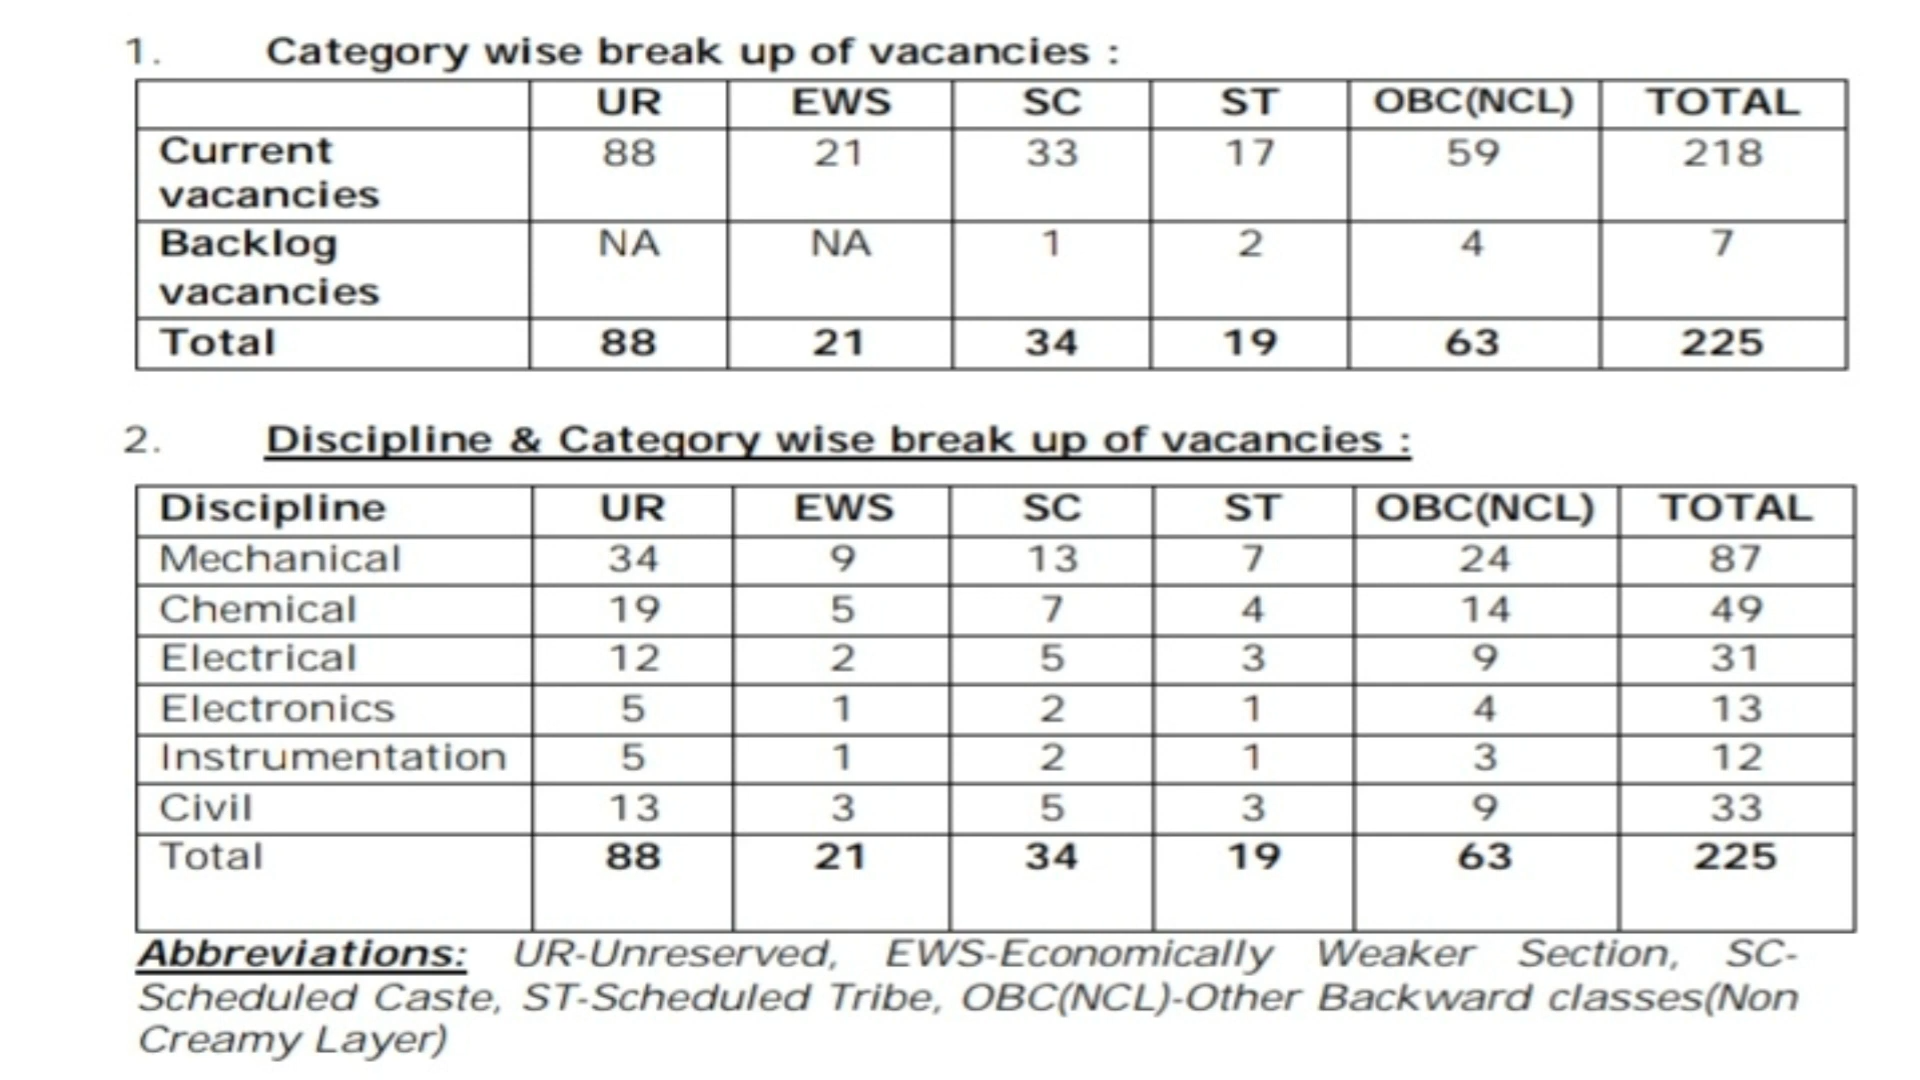 1. Category wise break up of vacancies :
UR EWS SC ST OBC(NCL) TOTAL
Current vacancies 88 21 33 17 59 218
Backlog vacancies NA NA 1 2 4 7
Total 88 21 34 19 63 225
2. Discipline & Category wise break up of vacancies :
Discipline UR EWS SC ST OBC(NCL) TOTAL
Mechanical 34 9 13 7 24 87
Chemical 19 5 7 4 14 49
Electrical 12 2 5 3 9 31
Electronics 5 1 2 1 4 13
Instrumentation 5 1 2 1 3 12
Civil 13 3 5 3 9 33
Total 88 21 34 19 63 225
Abbreviations: UR-Unreserved, EWS-Economically Weaker Section, SC-
Scheduled Caste, ST-Scheduled Tribe, OBC(NCL)-Other Backward classes(Non
Creamy Layer)